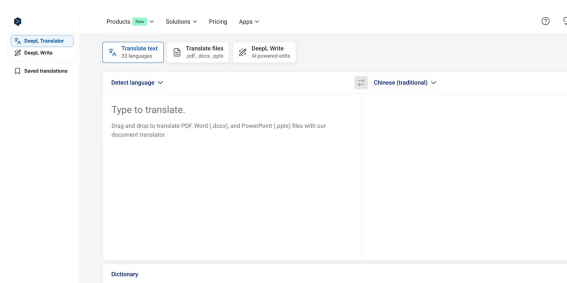 Products New Solutions Pricing Apps
DeepL Translator
DeepL Write
Saved translations
Translate text
33 languages
Translate files
.pdf, .docx, .pptx
DeepL Write
AI-powered edits
Detect language
Chinese (traditional)
Type to translate.
Drag and drop to translate PDF, Word (.docx), and PowerPoint (.pptx) files with our
document translator.
Dictionary